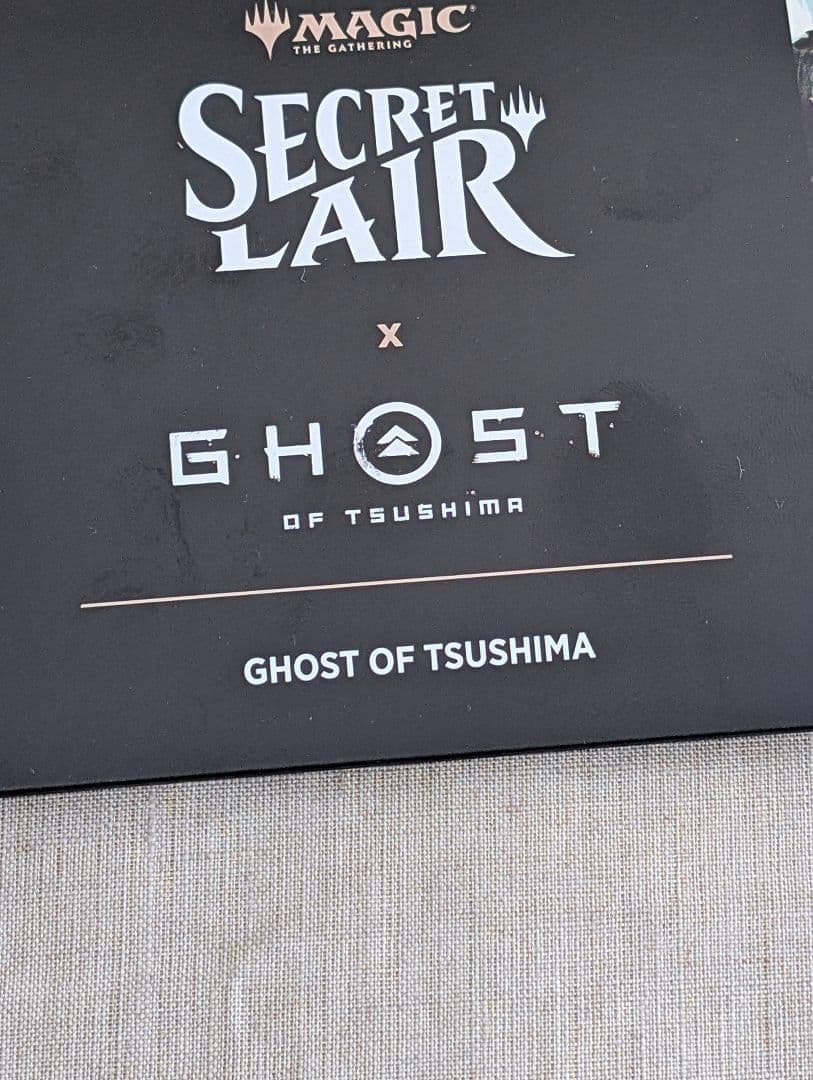 MAGIC
THE GATHERING
SECRET
LAIR
X
GHOST
OF TSUSHIMA
GHOST OF TSUSHIMA